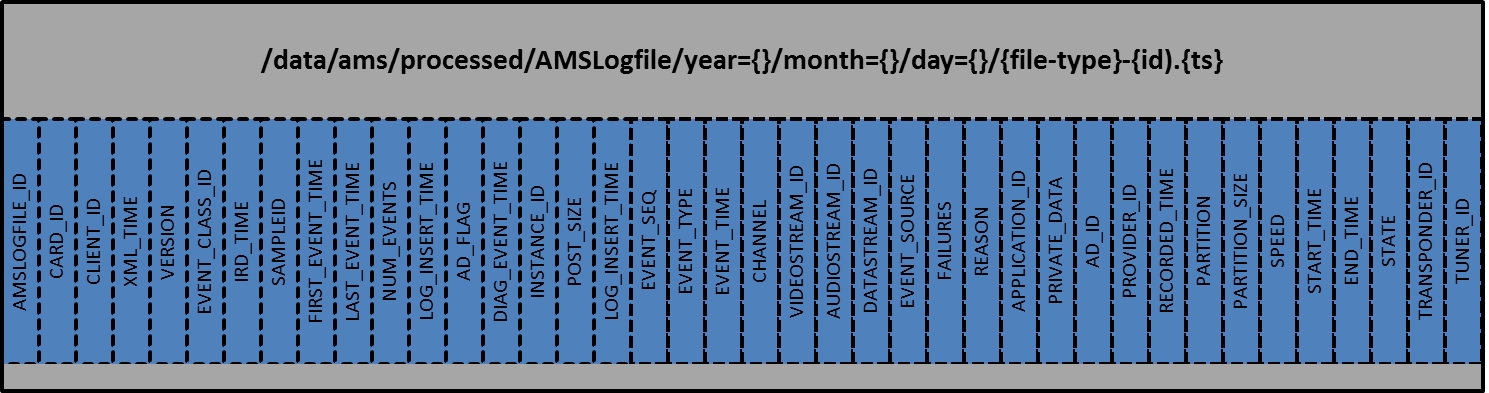 /data/ams/processed/AMSLogfile/year={}/month={}/day={}/{file-type}-{id).{ts}
AMSLOGFILE_ID
CARD_ID
CLIENT_ID
XML_TIME
VERSION
EVENT_CLASS_ID
IRD_TIME
SAMPLEID
FIRST_EVENT_TIME
LAST_EVENT_TIME
NUM_EVENTS
LOG_INSERT_TIME
AD_FLAG
DIAG_EVENT_TIME
INSTANCE_ID
POST_SIZE
LOG_INSERT_TIME
EVENT_SEQ
EVENT_TYPE
EVENT_TIME
CHANNEL
VIDEOSTREAM_ID
AUDIOSTREAM_ID
DATASTREAM_ID
EVENT_SOURCE
FAILURES
REASON
APPLICATION_ID
PRIVATE_DATA
AD_ID
PROVIDER_ID
RECORDED_TIME
PARTITION
PARTITION_SIZE
SPEED
START_TIME
END_TIME
STATE
TRANSPONDER_ID
TUNER_ID